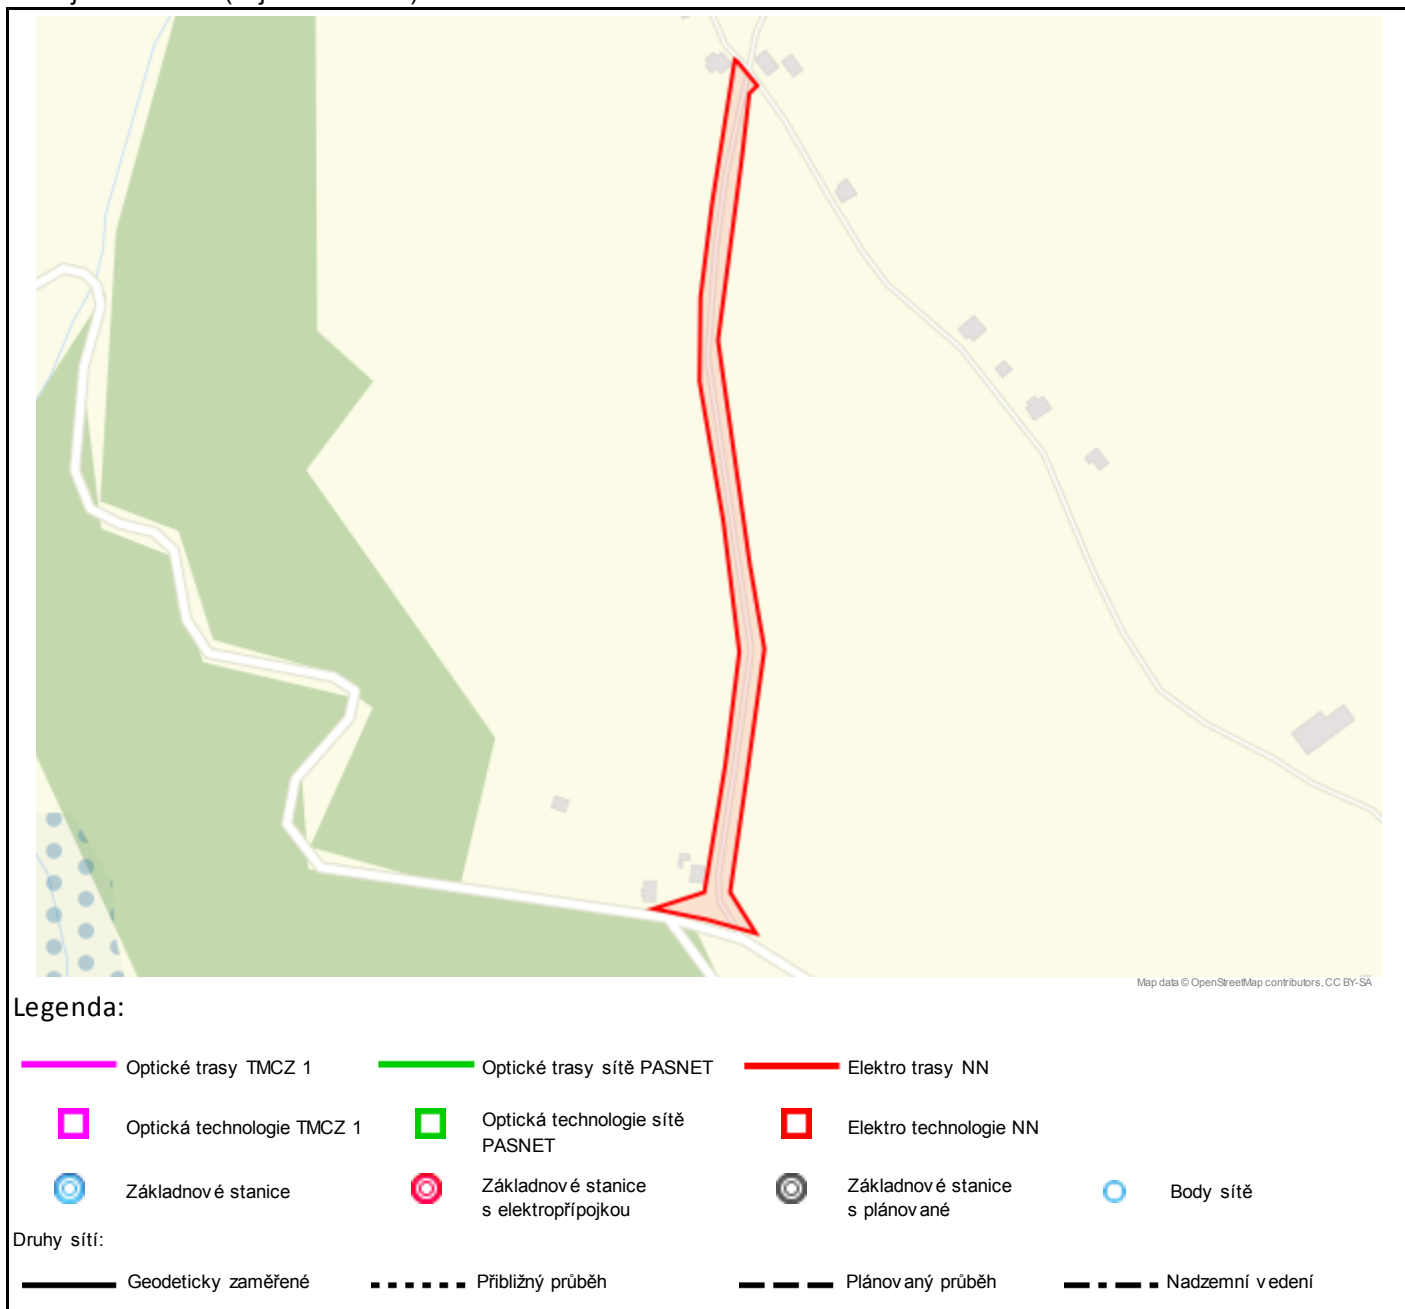 Map data © OpenStreetMap contributors, CC BY-SA
Legenda:
Optické trasy TMCZ 1
Optické trasy sítě PASNET
Elektro trasy NN
Optická technologie TMCZ 1
Optická technologie sítě
PASNET
Elektro technologie NN
Základnové stanice
Základnové stanice
s elektropřípojkou
Základnové stanice
s plánované
Body sítě
Druhy sítí:
Geodeticky zaměřené
Přibližný průběh
Plánovaný průběh
Nadzemní vedení